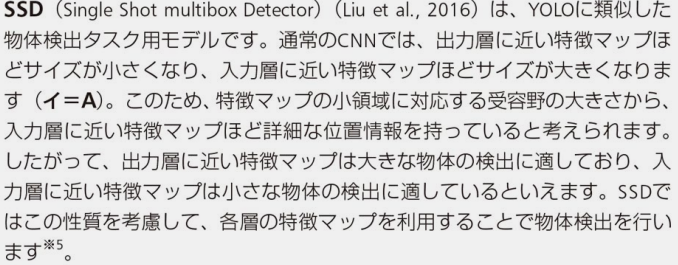 SSD（Single Shot multibox Detector）（Liu et al., 2016）は、YOLOに類似した
物体検出タスク用モデルです。通常のCNNでは、出力層に近い特徴マップほ
どサイズが小さくなり、入力層に近い特徴マップほどサイズが大きくなりま
す（イ＝A）。このため、特徴マップの小領域に対応する受容野の大きさから、
入力層に近い特徴マップほど詳細な位置情報を持っていると考えられます。
したがって、出力層に近い特徴マップは大きな物体の検出に適しており、入
力層に近い特徴マップは小さな物体の検出に適しているといえます。SSDで
はこの性質を考慮して、各層の特徴マップを利用することで物体検出を行い
ます※5。